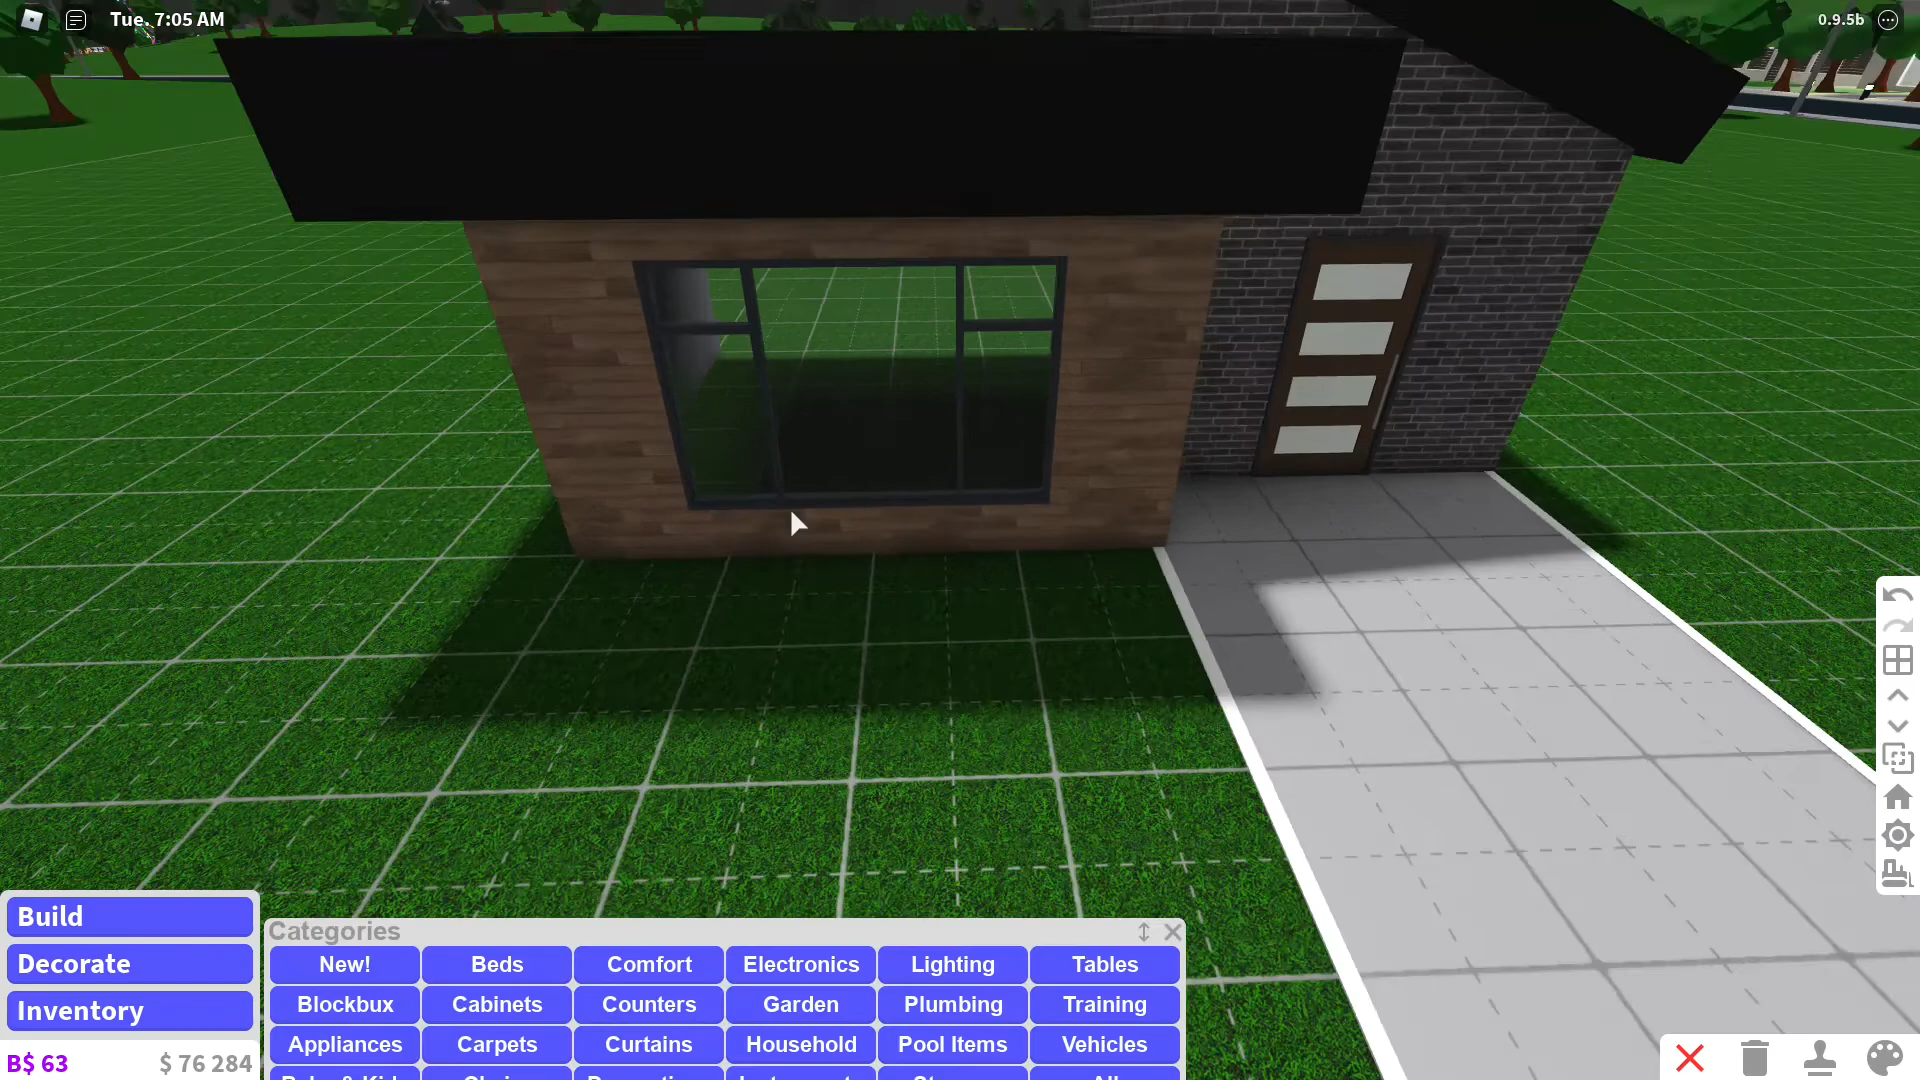 Tue. 7:05 AM
0.9.5b
Build
Decorate
Inventory
B$ 63
$ 76 284
Categories
New! Beds Comfort Electronics Lighting Tables
Blockbux Cabinets Counters Garden Plumbing Training
Appliances Carpets Curtains Household Pool Items Vehicles
All